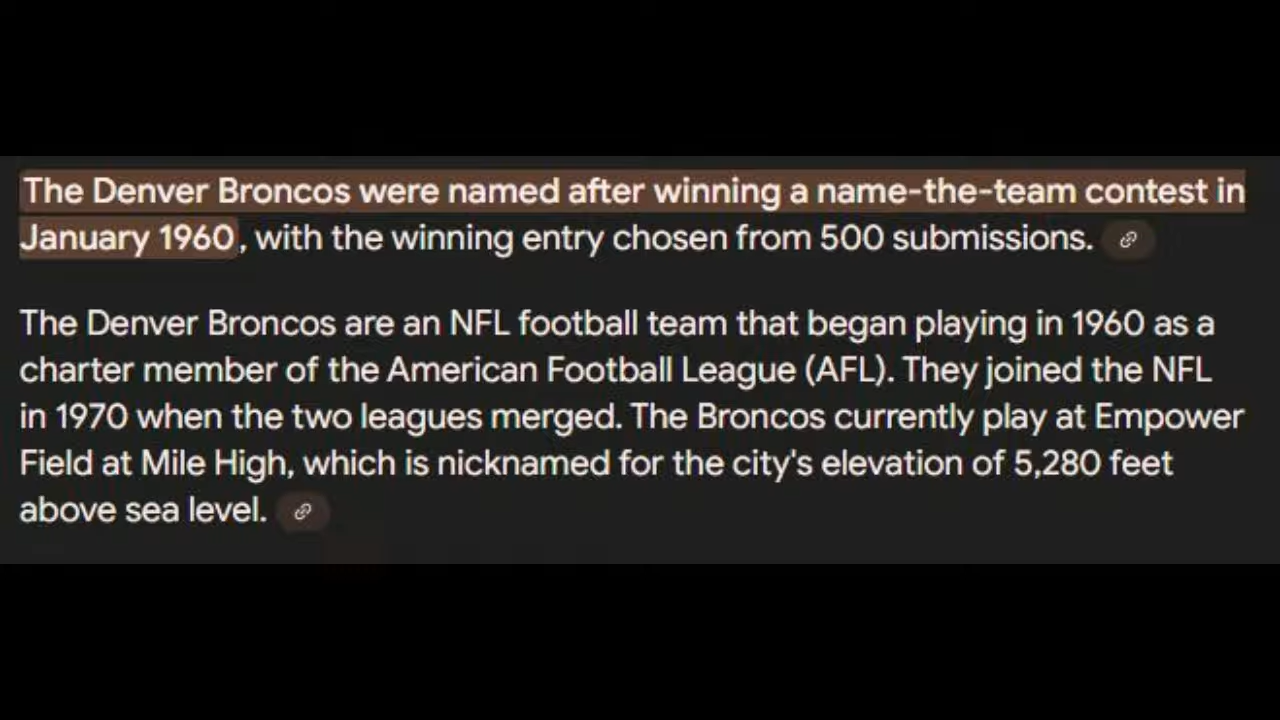 The Denver Broncos were named after winning a name-the-team contest in
January 1960, with the winning entry chosen from 500 submissions.
The Denver Broncos are an NFL football team that began playing in 1960 as a
charter member of the American Football League (AFL). They joined the NFL
in 1970 when the two leagues merged. The Broncos currently play at Empower
Field at Mile High, which is nicknamed for the city's elevation of 5,280 feet
above sea level.